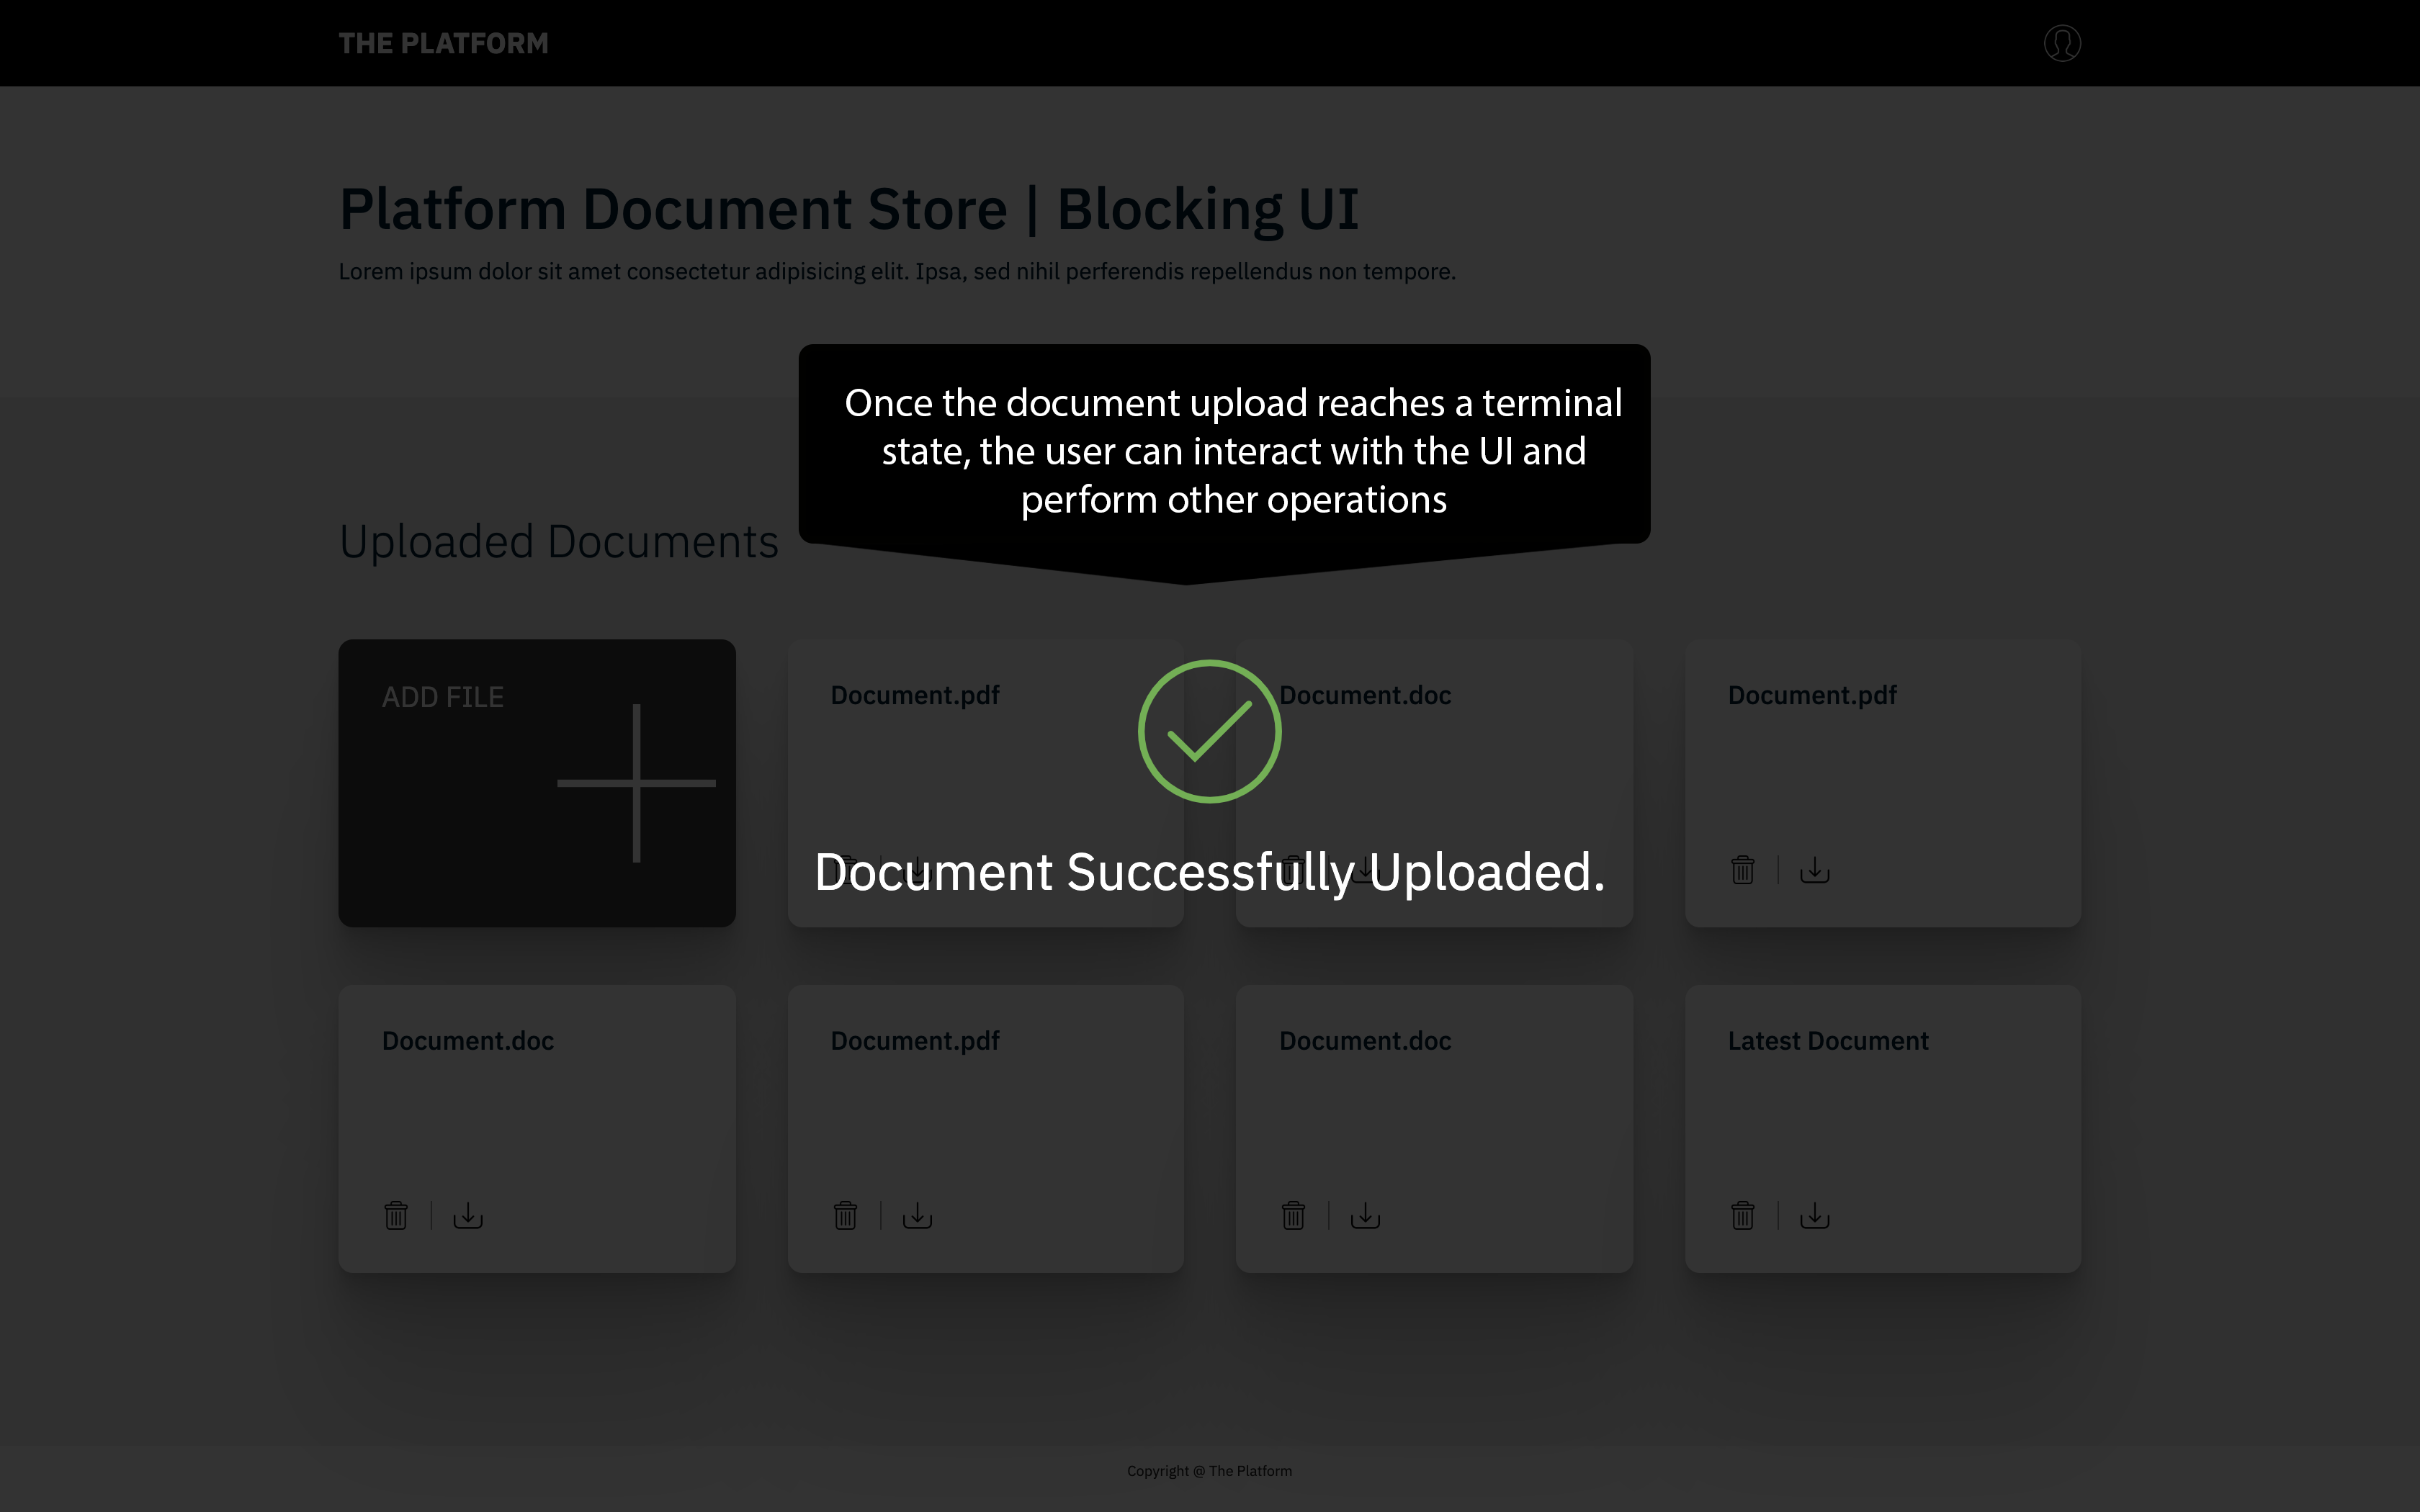 THE PLATFORM
Platform Document Store | Blocking UI
Lorem ipsum dolor sit amet consectetur adipisicing elit. Ipsa, sed nihil perferendis repellendus non tempore.
Once the document upload reaches a terminal
state, the user can interact with the UI and
perform other operations
Uploaded Documents
ADD FILE
Document.pdf
Document.doc
Document.pdf
Document Successfully Uploaded.
Document.doc
Document.pdf
Document.doc
Latest Document
Copyright @ The Platform